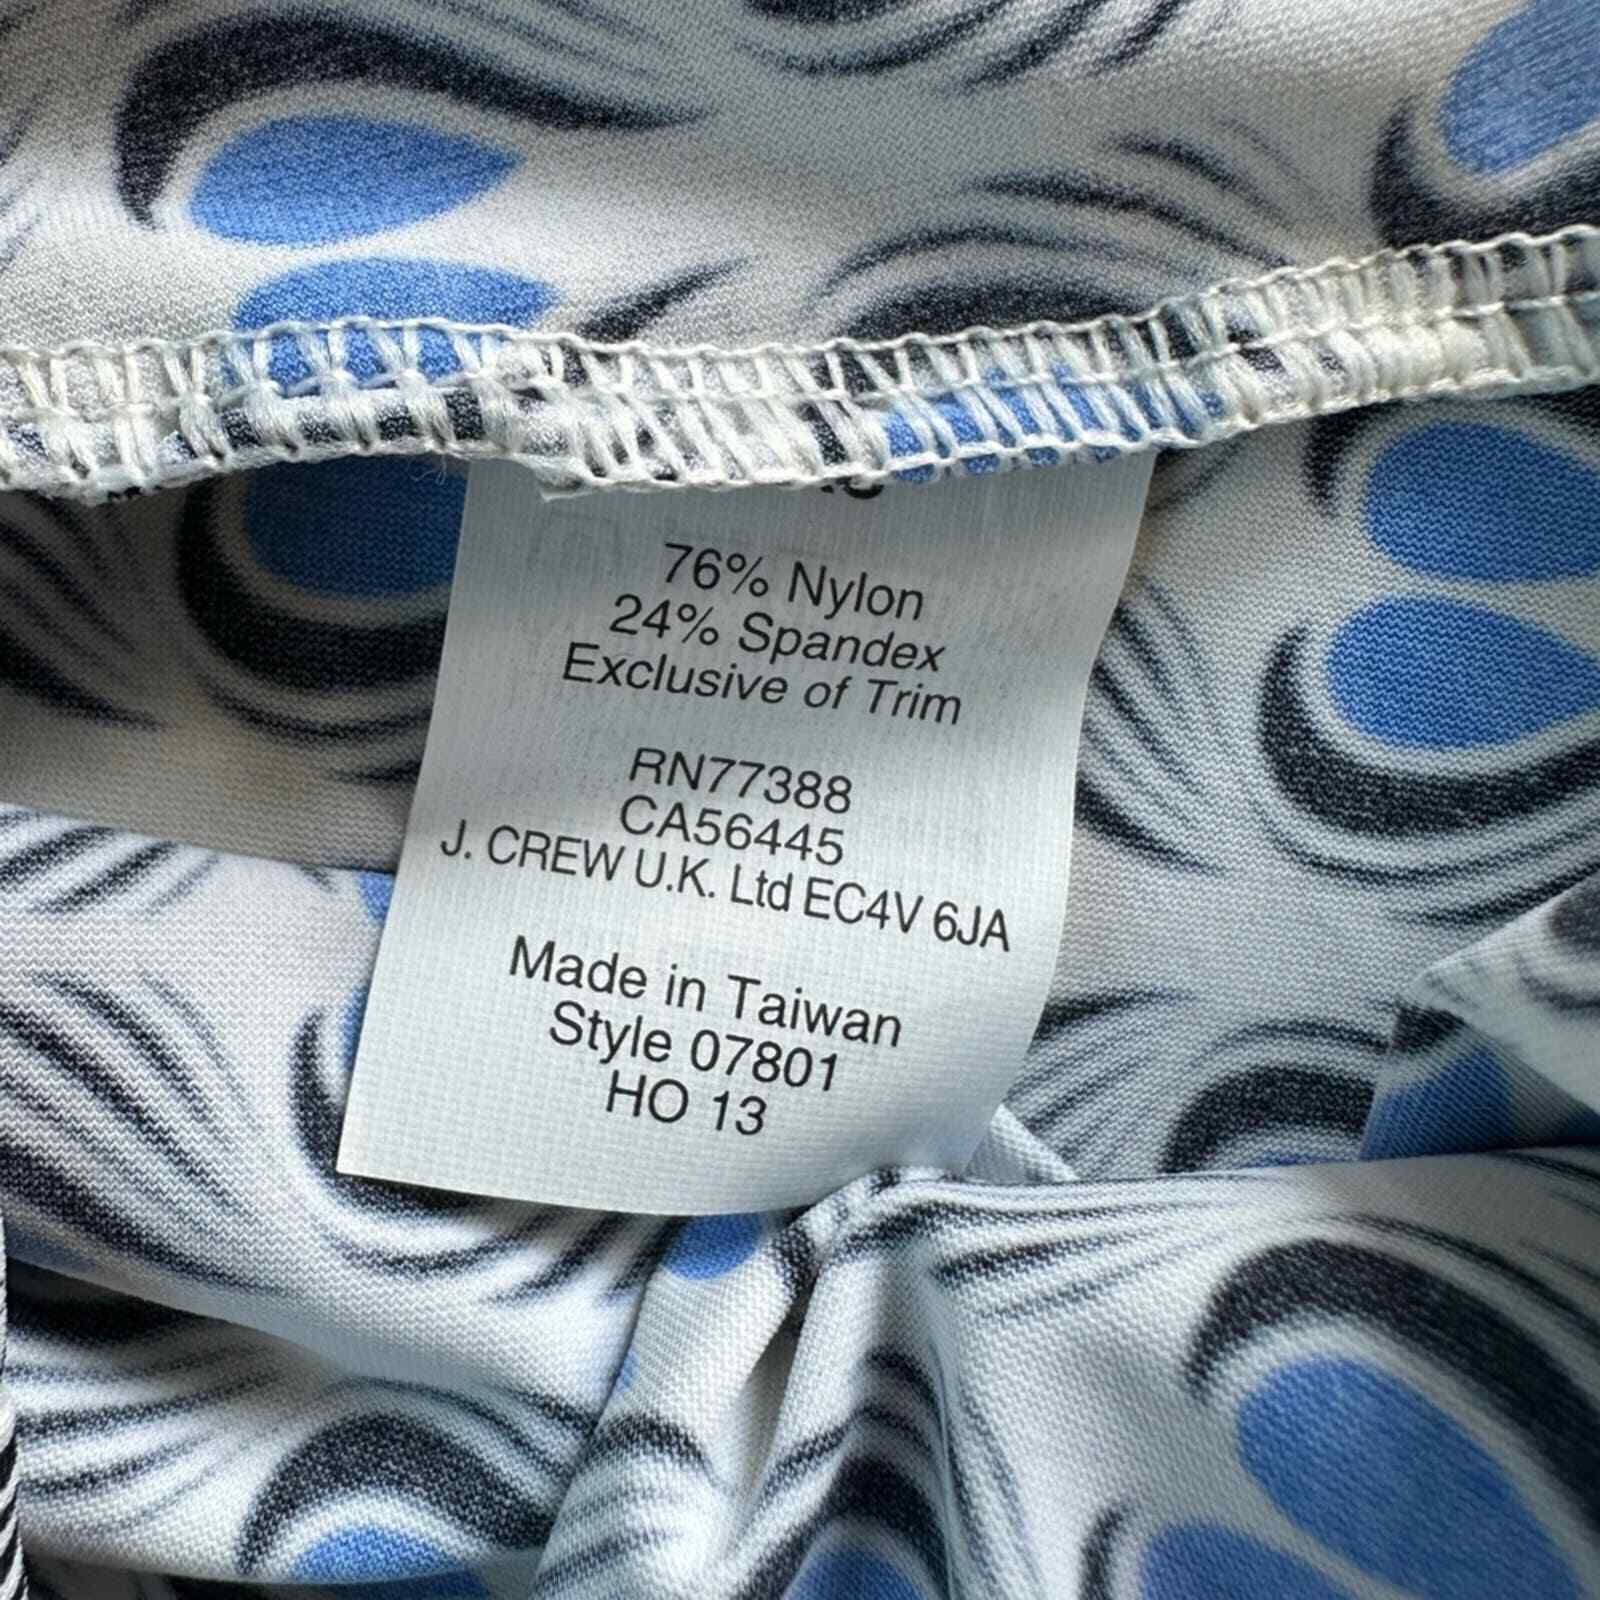 76% Nylon
24% Spandex
Exclusive of Trim
RN77388
CA56445
J. CREW U.K. Ltd EC4V 6JA
Made in Taiwan
Style 07801
HO 13